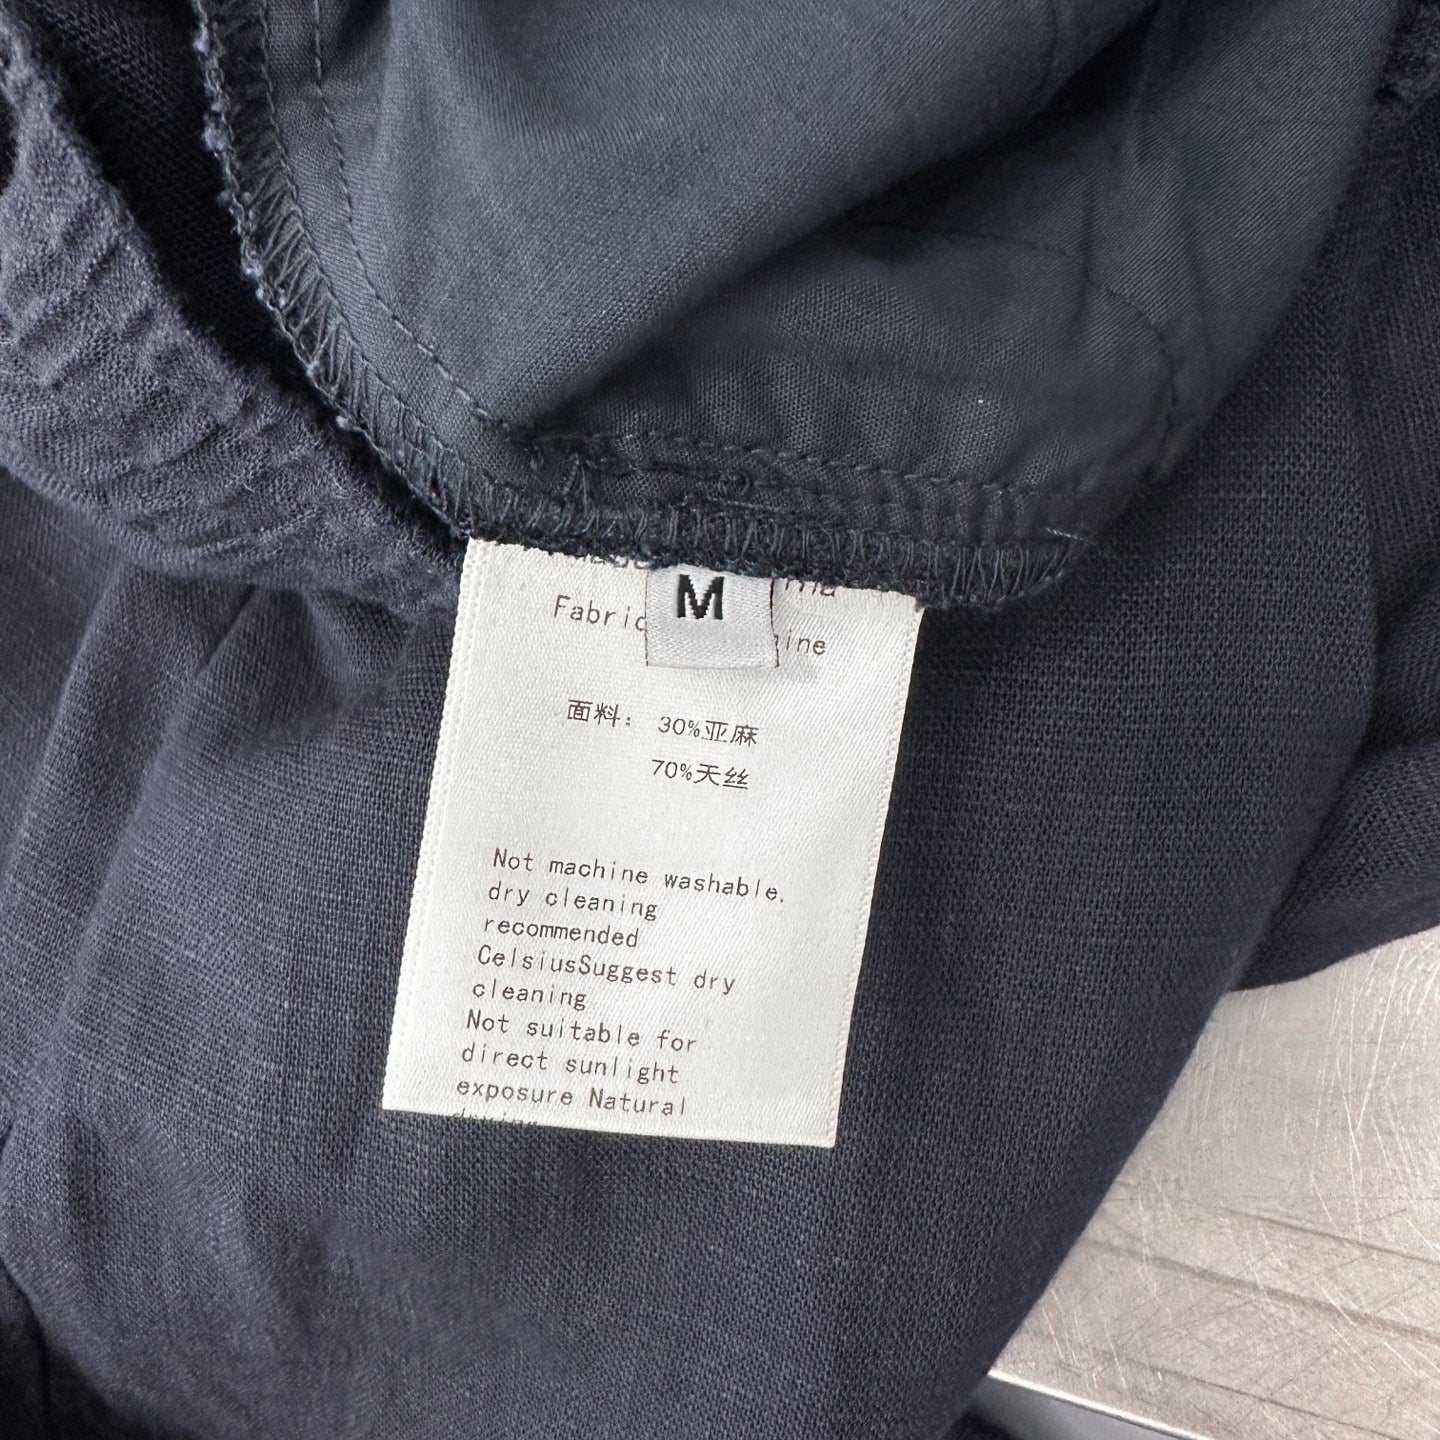 M
Fabric
面料： 30%亚麻
70%天丝
Not machine washable.
dry cleaning
recommended
CelsiusSuggest dry
cleaning
Not suitable for
direct sunlight
exposure Natural